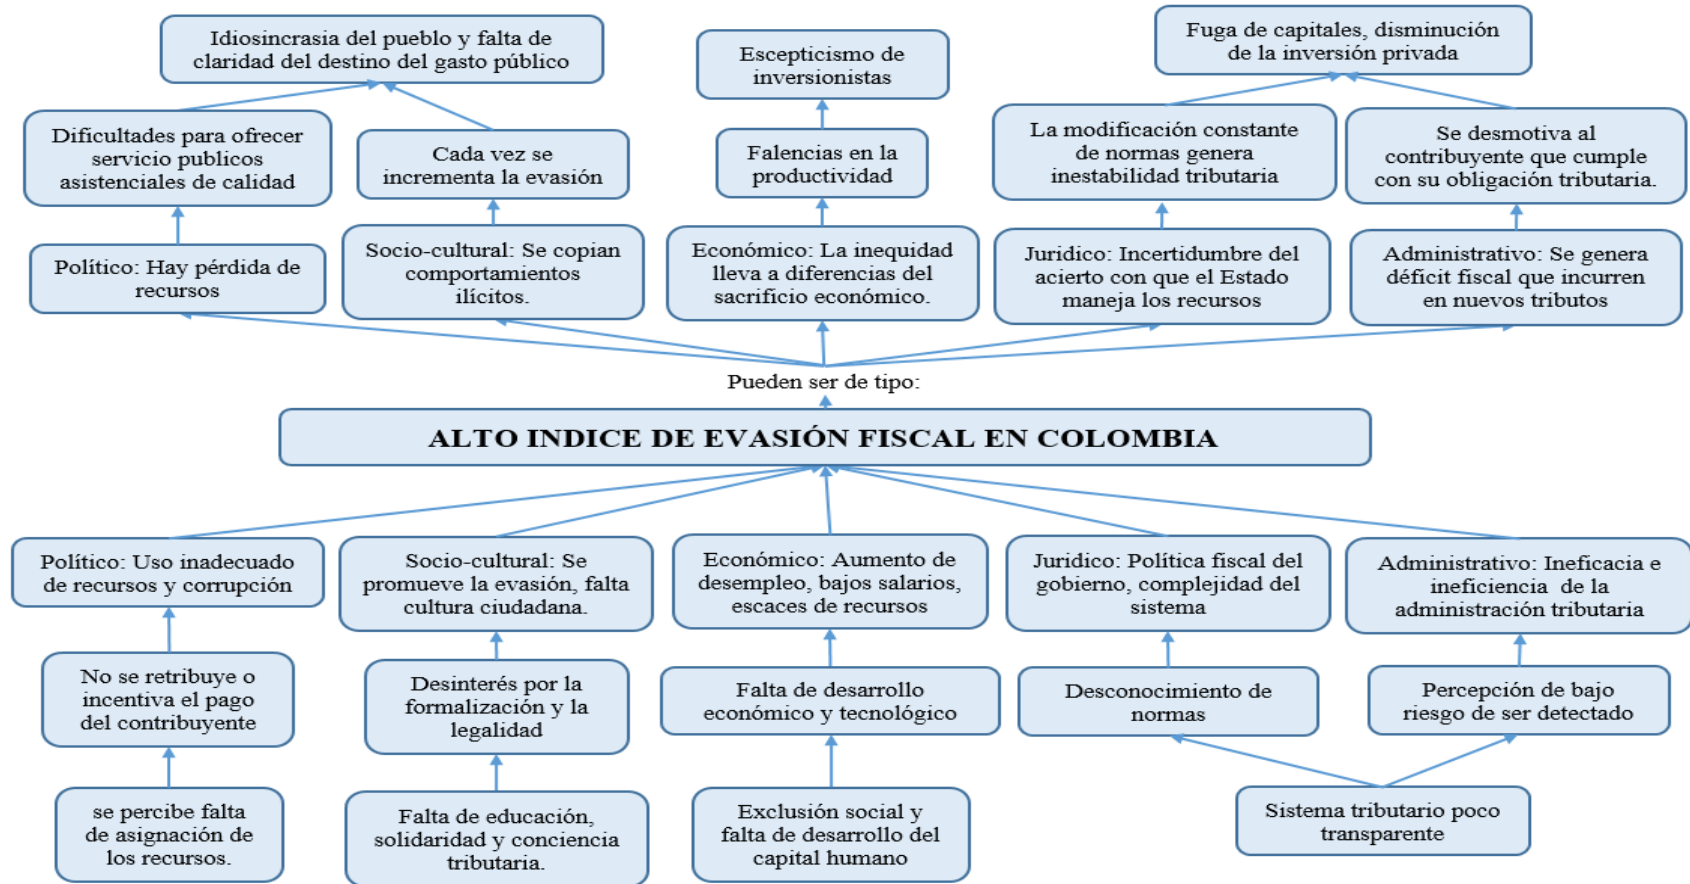 Idiosincrasia del pueblo y falta de
claridad del destino del gasto público
Escepticismo de
inversionistas
Fuga de capitales, disminución
de la inversión privada
Dificultades para ofrecer
servicio publicos
asistenciales de calidad
Cada vez se
incrementa la evasión
Falencias en la
productividad
La modificación constante
de normas genera
inestabilidad tributaria
Se desmotiva al
contribuyente que cumple
con su obligación tributaria.
Político: Hay pérdida de
recursos
Socio-cultural: Se copian
comportamientos
ilícitos.
Económico: La inequidad
lleva a diferencias del
sacrificio económico.
Juridico: Incertidumbre del
acierto con que el Estado
maneja los recursos
Administrativo: Se genera
déficit fiscal que incurren
en nuevos tributos
Pueden ser de tipo:
ALTO INDICE DE EVASIÓN FISCAL EN COLOMBIA
Político: Uso inadecuado
de recursos y corrupción
Socio-cultural: Se
promueve la evasión, falta
cultura ciudadana.
Económico: Aumento de
desempleo, bajos salarios,
escaces de recursos
Juridico: Política fiscal del
gobierno, complejidad del
sistema
Administrativo: Ineficacia e
ineficiencia de la
administración tributaria
No se retribuye o
incentiva el pago
del contribuyente
Desinterés por la
formalización y la
legalidad
Falta de desarrollo
económico y tecnológico
Desconocimiento de
normas
Percepción de bajo
riesgo de ser detectado
se percibe falta
de asignación de
los recursos.
Falta de educación,
solidaridad y conciencia
tributaria.
Exclusión social y
falta de desarrollo del
capital humano
Sistema tributario poco
transparente